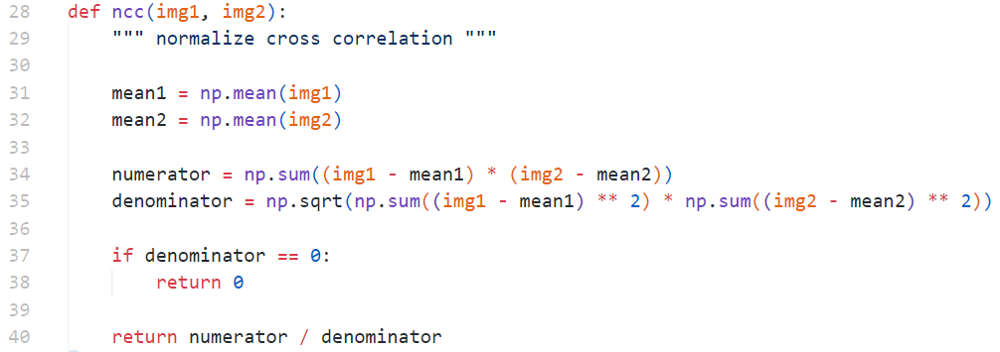 28 def ncc(img1, img2):
29     """ normalize cross correlation """
30
31     mean1 = np.mean(img1)
32     mean2 = np.mean(img2)
33
34     numerator = np.sum((img1 - mean1) * (img2 - mean2))
35     denominator = np.sqrt(np.sum((img1 - mean1) ** 2) * np.sum((img2 - mean2) ** 2))
36
37     if denominator == 0:
38         return 0
39
40     return numerator / denominator